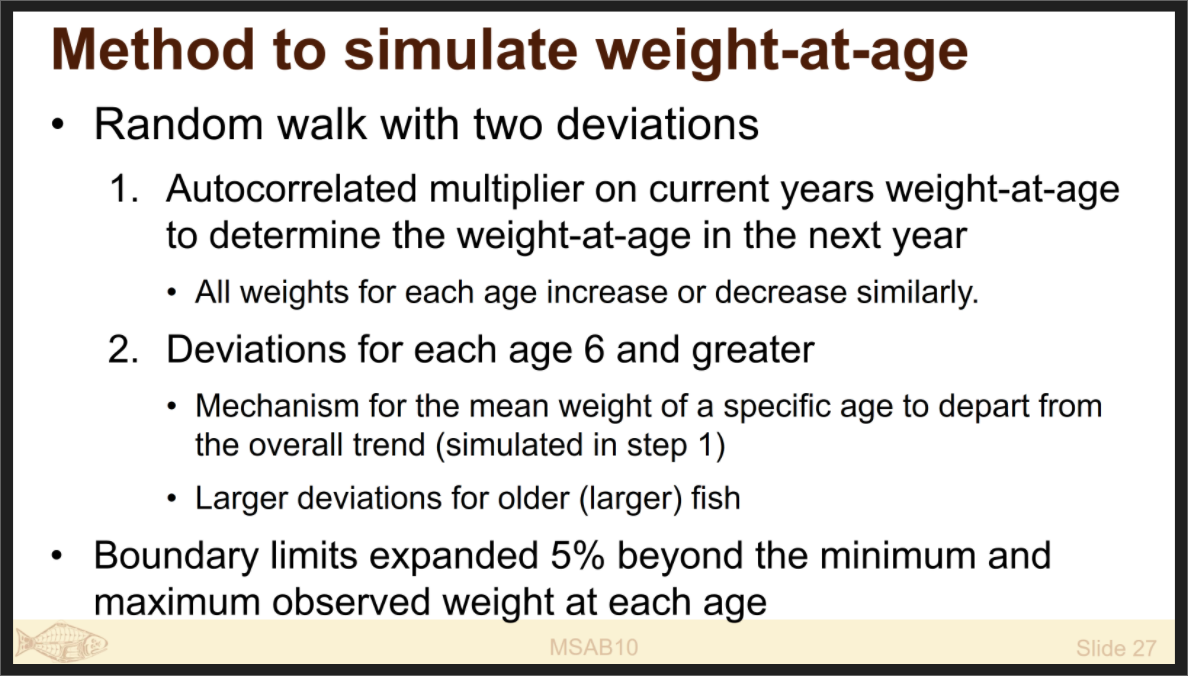 Method to simulate weight-at-age
• Random walk with two deviations
1. Autocorrelated multiplier on current years weight-at-age
to determine the weight-at-age in the next year
• All weights for each age increase or decrease similarly.
2. Deviations for each age 6 and greater
• Mechanism for the mean weight of a specific age to depart from
the overall trend (simulated in step 1)
• Larger deviations for older (larger) fish
• Boundary limits expanded 5% beyond the minimum and
maximum observed weight at each age
MSAB10
Slide 27